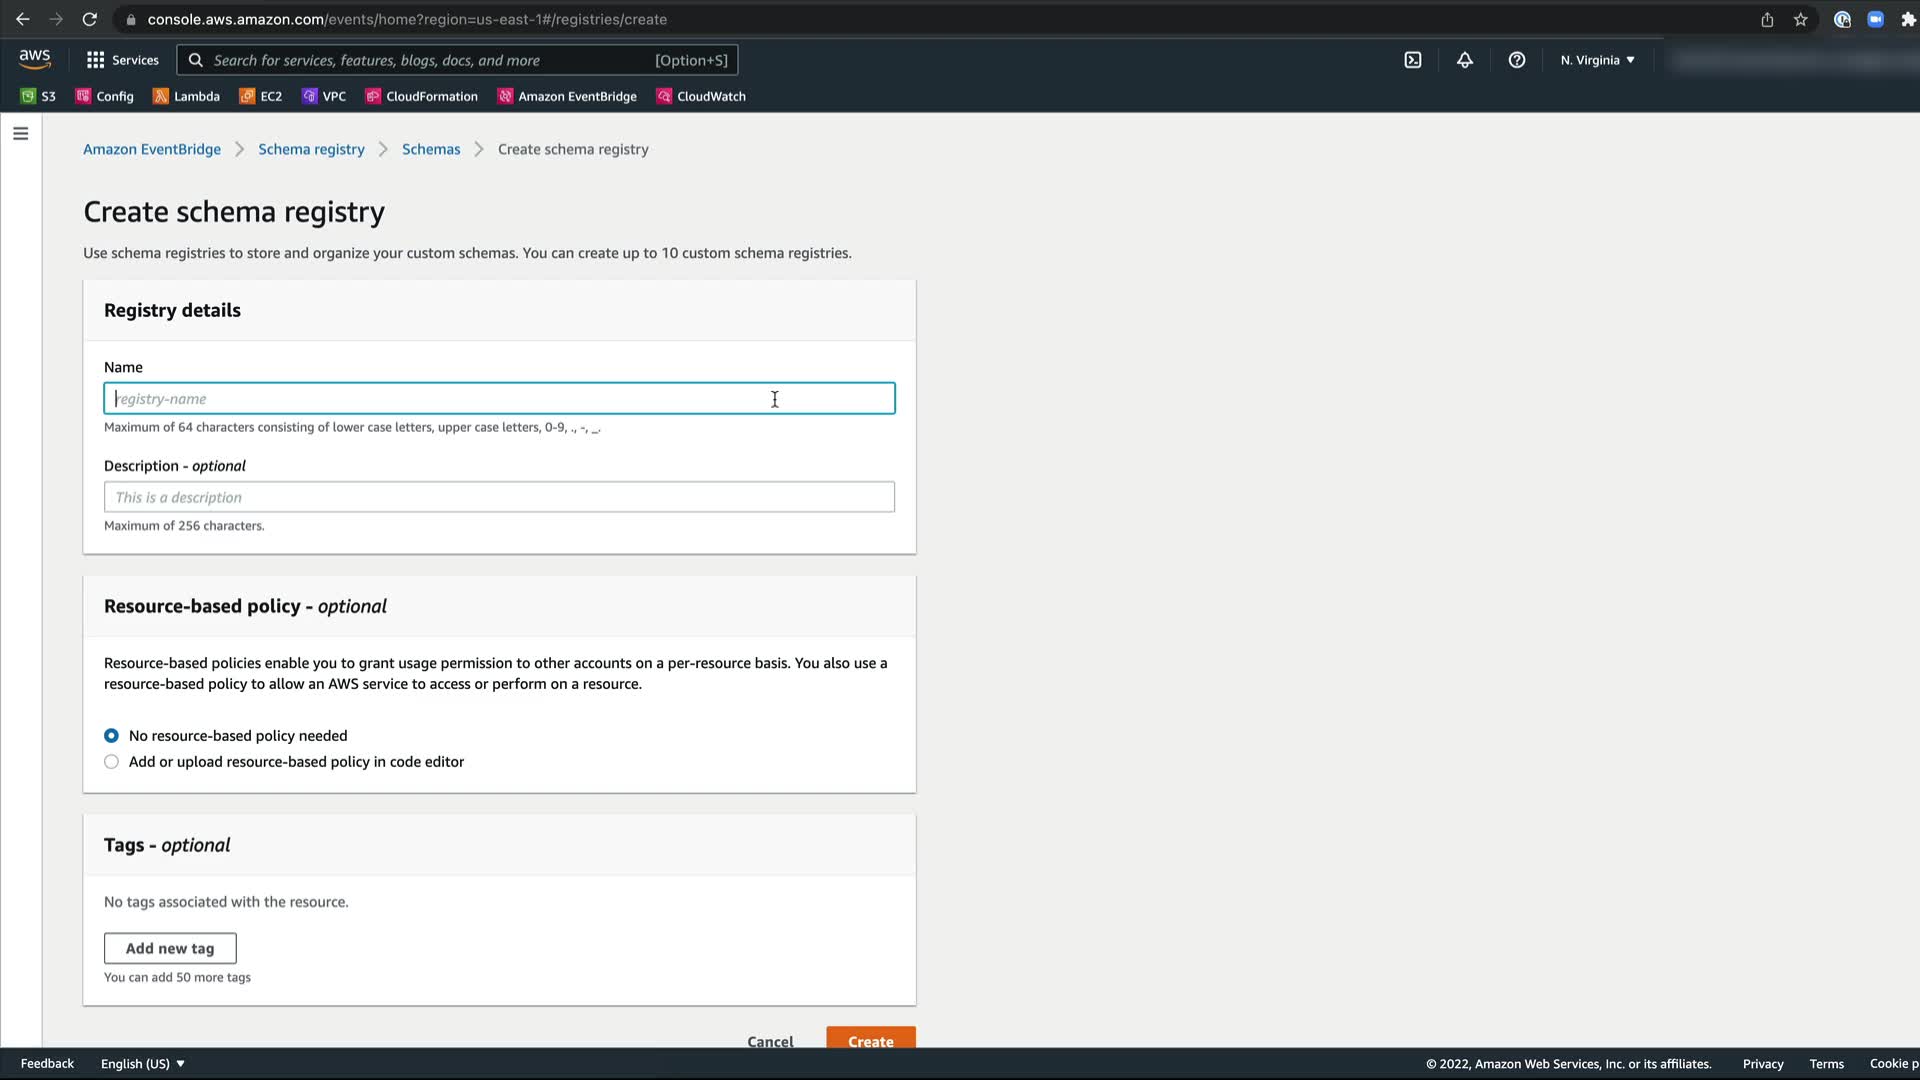 console.aws.amazon.com/events/home?region=us-east-1#/registries/create
aws
Services
Search for services, features, blogs, docs, and more [Option+S]
N. Virginia ▼
S3 Config Lambda EC2 VPC CloudFormation Amazon EventBridge CloudWatch
Amazon EventBridge > Schema registry > Schemas > Create schema registry
Create schema registry
Use schema registries to store and organize your custom schemas. You can create up to 10 custom schema registries.
Registry details
Name
registry-name
Maximum of 64 characters consisting of lower case letters, upper case letters, 0-9, ., -, _.
Description - optional
This is a description
Maximum of 256 characters.
Resource-based policy - optional
Resource-based policies enable you to grant usage permission to other accounts on a per-resource basis. You also use a
resource-based policy to allow an AWS service to access or perform on a resource.
No resource-based policy needed
Add or upload resource-based policy in code editor
Tags - optional
No tags associated with the resource.
Add new tag
You can add 50 more tags
Cancel Create
Feedback English (US) ▼ © 2022, Amazon Web Services, Inc. or its affiliates. Privacy Terms Cookie p